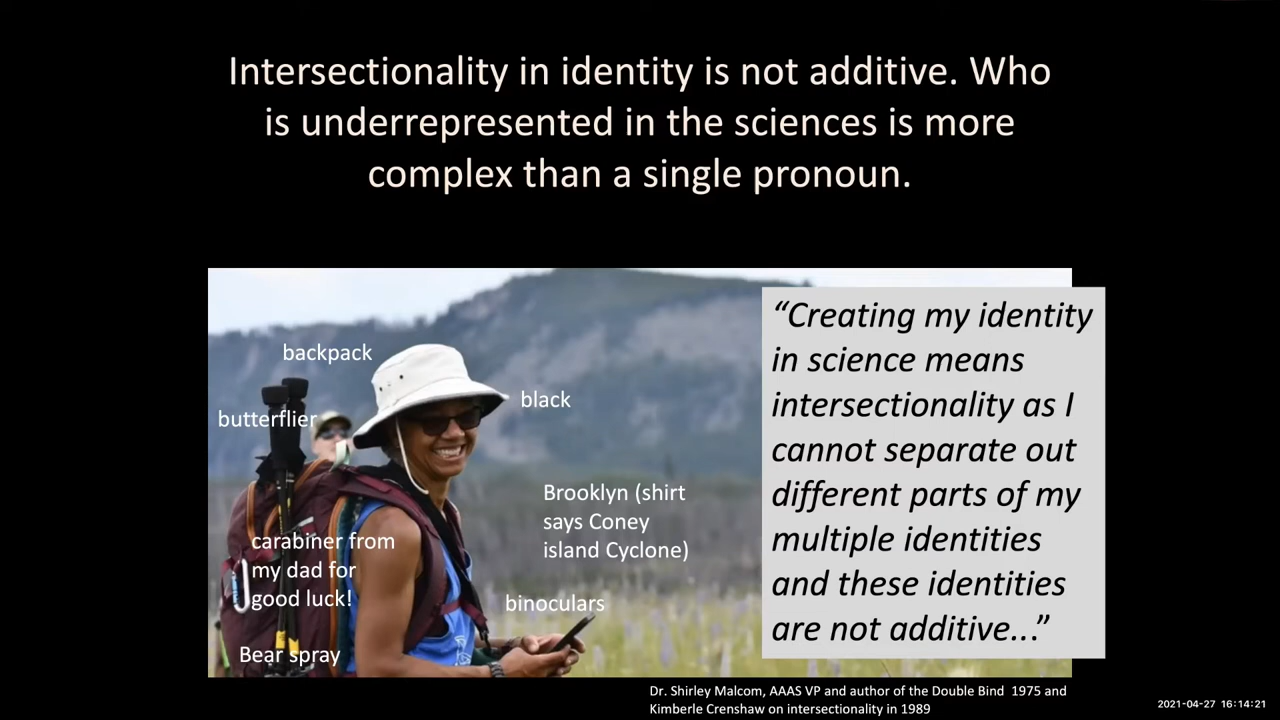 Intersectionality in identity is not additive. Who
is underrepresented in the sciences is more
complex than a single pronoun.
backpack
butterflier
black
Brooklyn (shirt
says Coney
island Cyclone)
carabiner from
my dad for
good luck!
binoculars
Bear spray
“Creating my identity
in science means
intersectionality as I
cannot separate out
different parts of my
multiple identities
and these identities
are not additive...”
Dr. Shirley Malcom, AAAS VP and author of the Double Bind 1975 and
Kimberle Crenshaw on intersectionality in 1989
2021-04-27 16:14:21